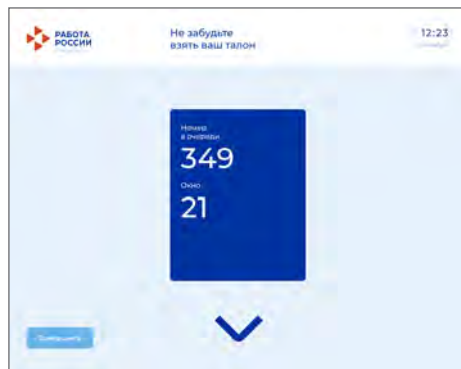 РАБОТА
РОССИИ
Не забудьте
взять ваш талон
12:23
Номер
в очереди
349
Окно
21